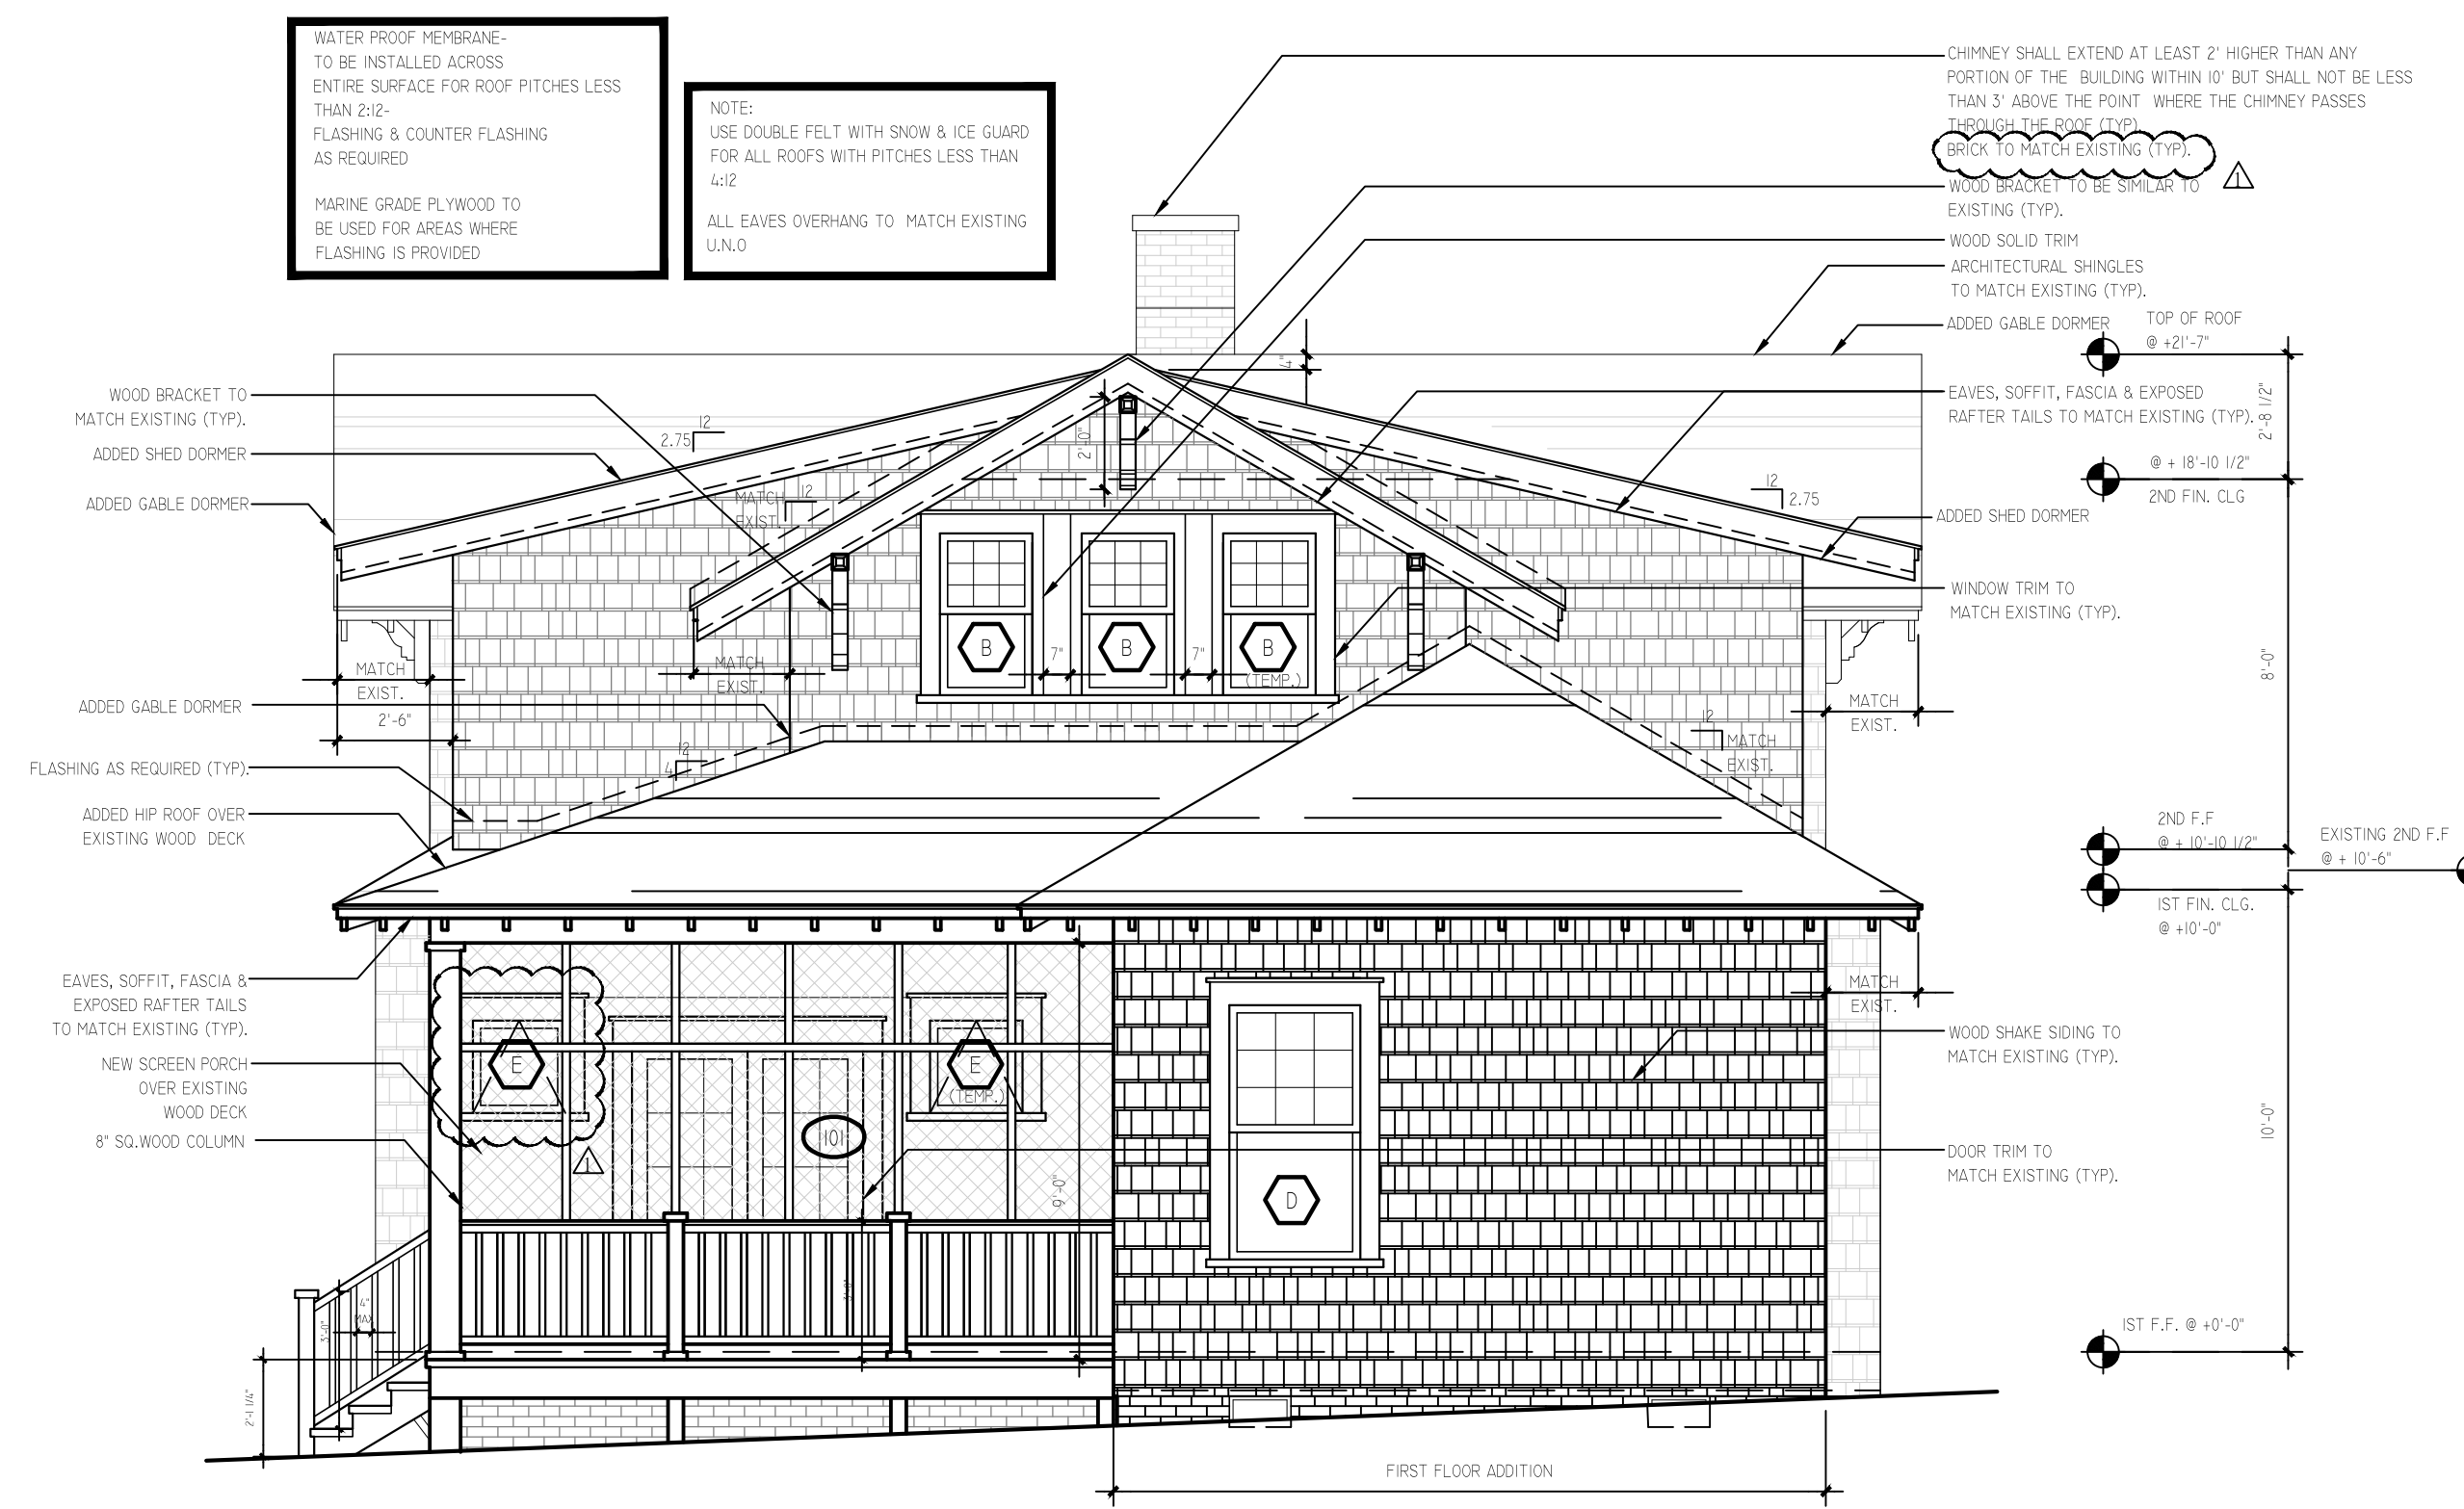 WATER PROOF MEMBRANE-
TO BE INSTALLED ACROSS
ENTIRE SURFACE FOR ROOF PITCHES LESS
THAN 2:12-
FLASHING & COUNTER FLASHING
AS REQUIRED
MARINE GRADE PLYWOOD TO
BE USED FOR AREAS WHERE
FLASHING IS PROVIDED
NOTE:
USE DOUBLE FELT WITH SNOW & ICE GUARD
FOR ALL ROOFS WITH PITCHES LESS THAN
4:12
ALL EAVES OVERHANG TO MATCH EXISTING
U.N.O
CHIMNEY SHALL EXTEND AT LEAST 2' HIGHER THAN ANY
PORTION OF THE BUILDING WITHIN 10' BUT SHALL NOT BE LESS
THAN 3' ABOVE THE POINT WHERE THE CHIMNEY PASSES
THROUGH THE ROOF (TYP).
BRICK TO MATCH EXISTING (TYP).
1
WOOD BRACKET TO BE SIMILAR TO
EXISTING (TYP).
WOOD SOLID TRIM
ARCHITECTURAL SHINGLES
TO MATCH EXISTING (TYP).
ADDED GABLE DORMER
TOP OF ROOF
@ +21'-7"
EAVES, SOFFIT, FASCIA & EXPOSED
RAFTER TAILS TO MATCH EXISTING (TYP).
2'-8 1/2"
@ + 18'-10 1/2"
2ND FIN. CLG
ADDED SHED DORMER
WINDOW TRIM TO
MATCH EXISTING (TYP).
8'-0"
2ND F.F
@ + 10'-10 1/2"
EXISTING 2ND F.F
@ + 10'-6"
1ST FIN. CLG.
@ +10'-0"
WOOD SHAKE SIDING TO
MATCH EXISTING (TYP).
10'-0"
DOOR TRIM TO
MATCH EXISTING (TYP).
1ST F.F. @ +0'-0"
WOOD BRACKET TO
MATCH EXISTING (TYP).
ADDED SHED DORMER
ADDED GABLE DORMER
ADDED GABLE DORMER
FLASHING AS REQUIRED (TYP).
ADDED HIP ROOF OVER
EXISTING WOOD DECK
EAVES, SOFFIT, FASCIA &
EXPOSED RAFTER TAILS
TO MATCH EXISTING (TYP).
NEW SCREEN PORCH
OVER EXISTING
WOOD DECK
8" SQ.WOOD COLUMN
4"
12
2.75
2'-0"
MATCH
EXIST.
12
12
2.75
B
B
B
7"
7"
(TEMP.)
MATCH
EXIST.
2'-6"
MATCH
EXIST.
MATCH
EXIST.
12
4
12
MATCH
EXIST.
MATCH
EXIST.
E
E
(TEMP.)
101
1
D
9'-0"
3'-0"
4"
MAX
3'-0"
2'-1 1/4"
FIRST FLOOR ADDITION